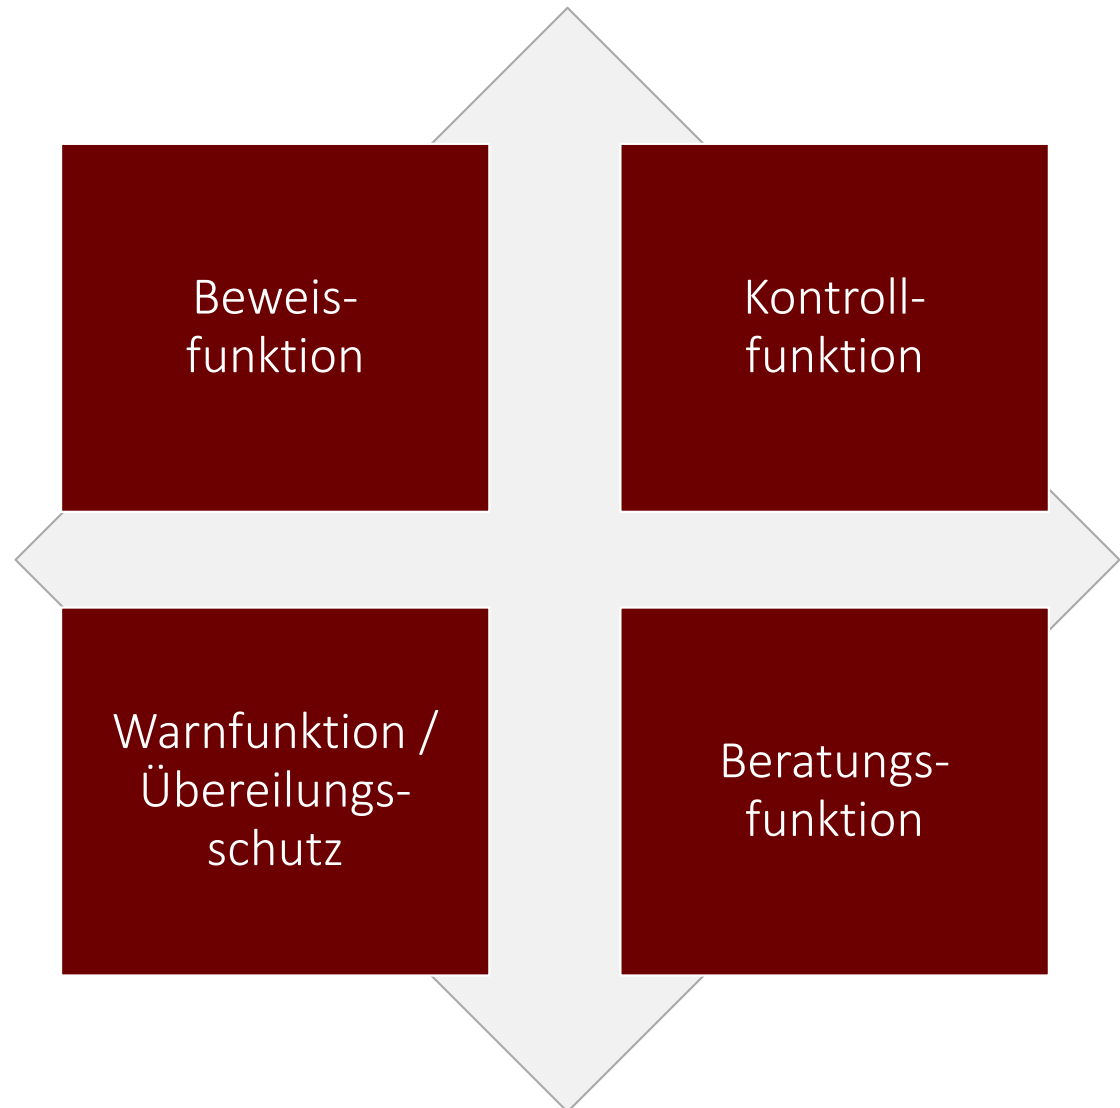 Beweis-
funktion
Kontroll-
funktion
Warnfunktion /
Übereilungs-
schutz
Beratungs-
funktion